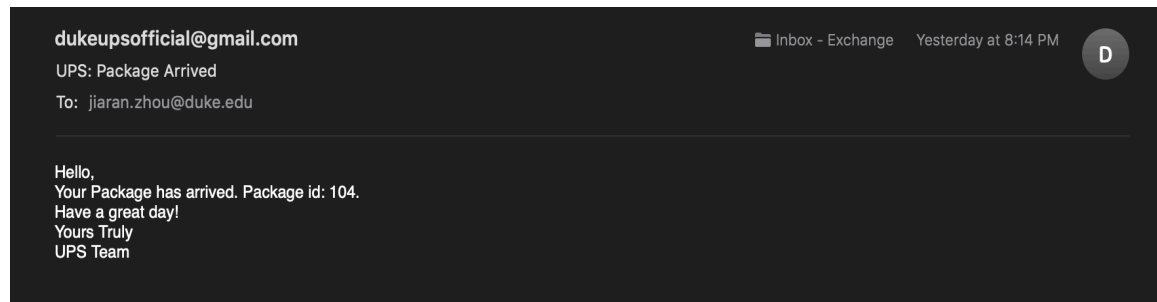 dukeupsofficial@gmail.com
Inbox - Exchange Yesterday at 8:14 PM
D
UPS: Package Arrived
To: jiaran.zhou@duke.edu
Hello,
Your Package has arrived. Package id: 104.
Have a great day!
Yours Truly
UPS Team